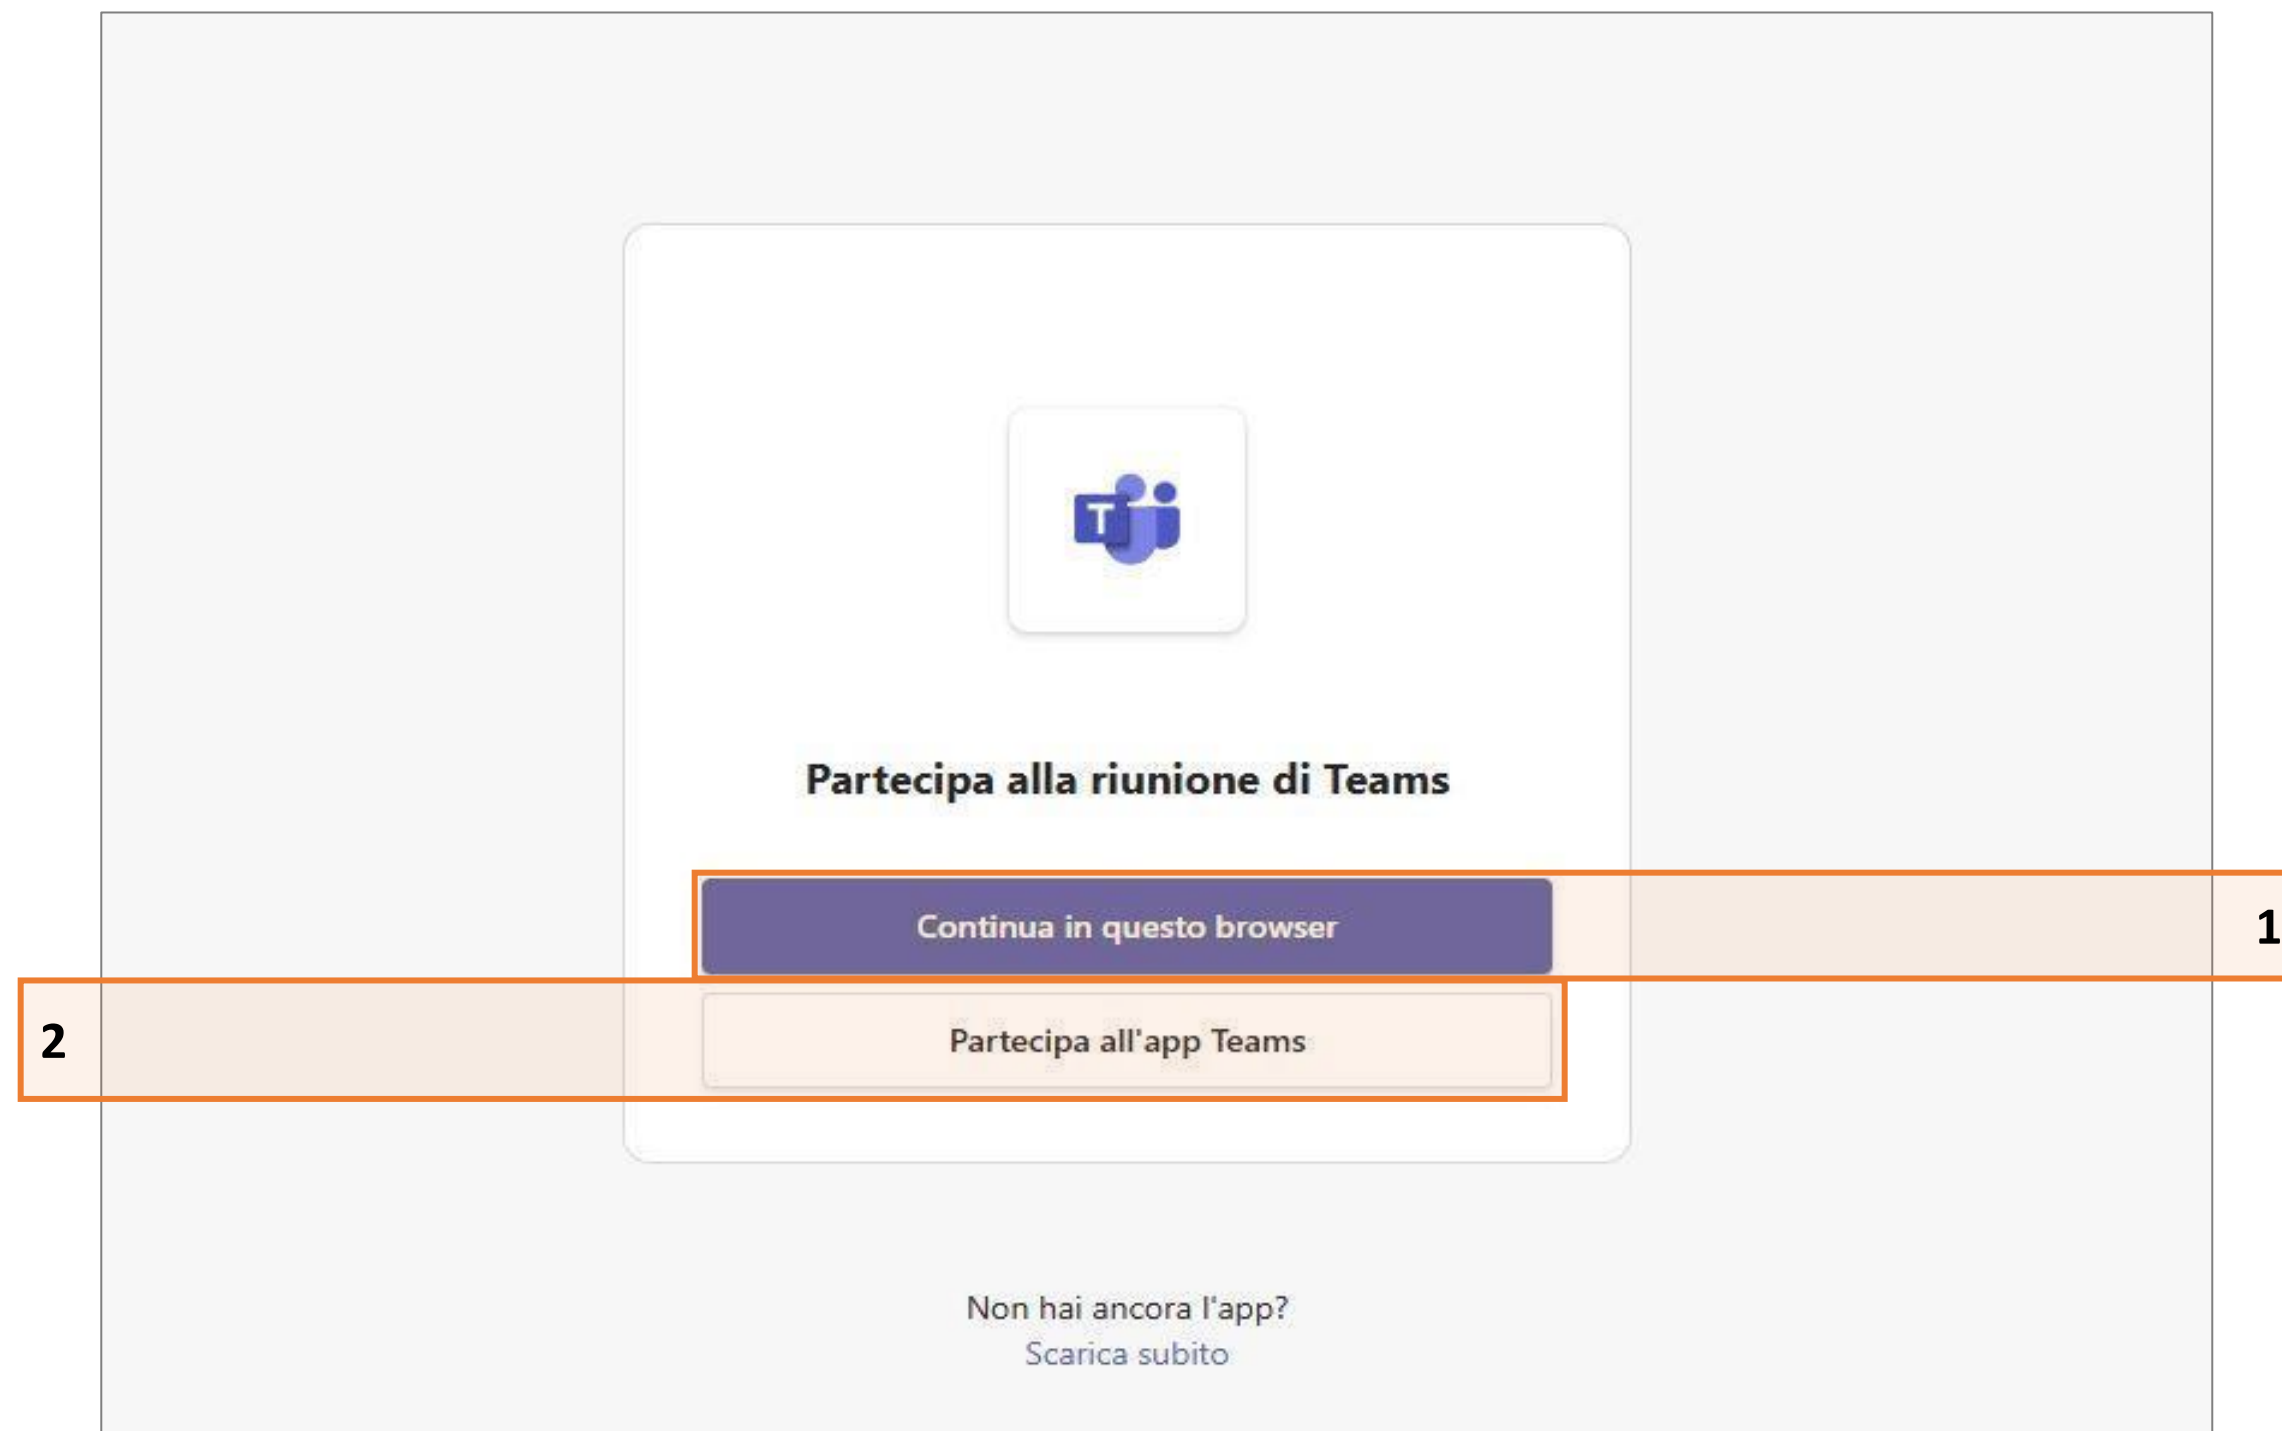 T
Partecipa alla riunione di Teams
Continua in questo browser
1
2
Partecipa all'app Teams
Non hai ancora l'app?
Scarica subito